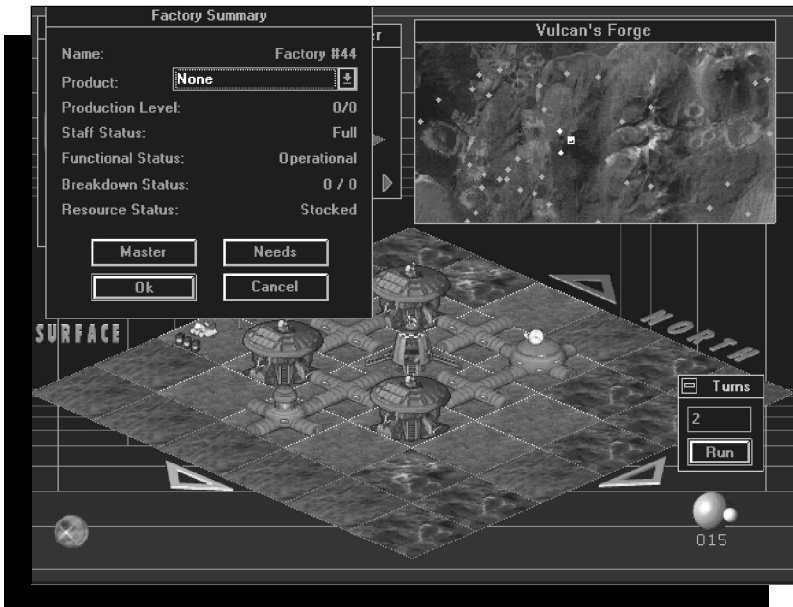 Factory Summary
Name: Factory #44
Product: None
Production Level: 0/0
Staff Status: Full
Functional Status: Operational
Breakdown Status: 0 / 0
Resource Status: Stocked
Master Needs
Ok Cancel
r
Vulcan's Forge
SURFACE
NORTH
Turns
2
Run
015